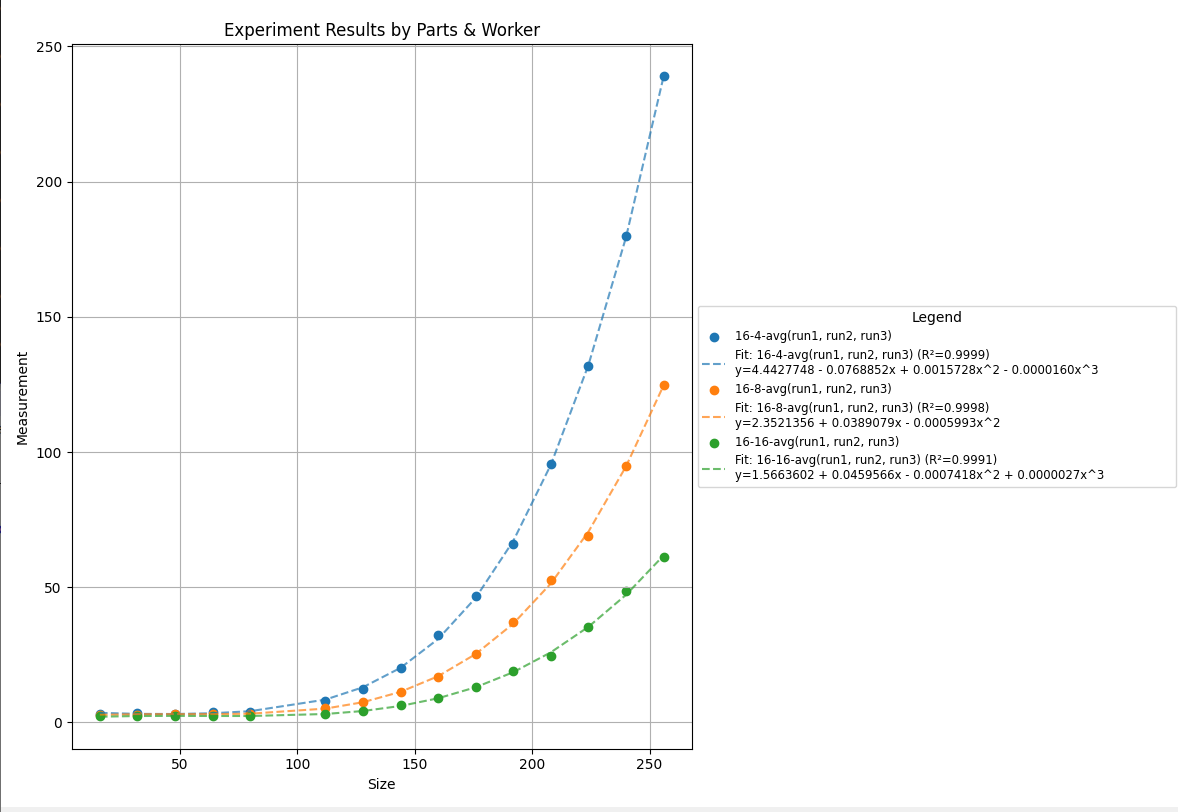 Experiment Results by Parts & Worker
250
200
150
100
50
0
Measurement
50
100
150
200
250
Size
Legend
16-4-avg(run1, run2, run3)
Fit: 16-4-avg(run1, run2, run3) (R²=0.9999)
y=4.4427748 - 0.0768852x + 0.0015728x^2 - 0.0000160x^3
16-8-avg(run1, run2, run3)
Fit: 16-8-avg(run1, run2, run3) (R²=0.9998)
y=2.3521356 + 0.0389079x - 0.0005993x^2
16-16-avg(run1, run2, run3)
Fit: 16-16-avg(run1, run2, run3) (R²=0.9991)
y=1.5663602 + 0.0459566x - 0.0007418x^2 + 0.0000027x^3